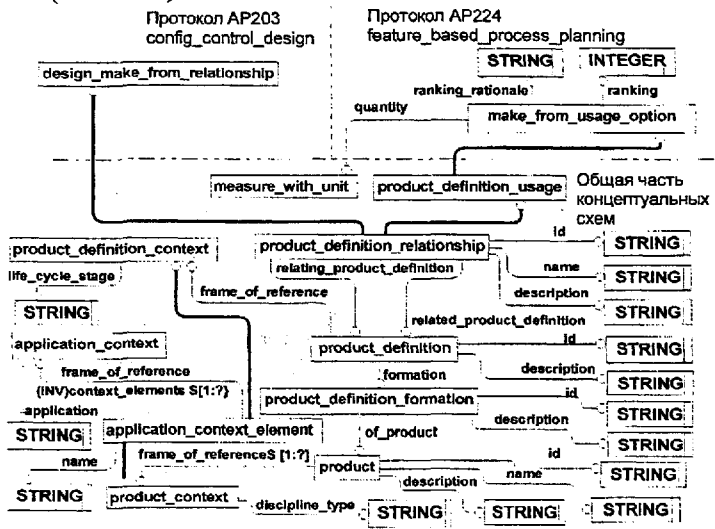 Протокол АР203
config_control_design
Протокол АР224
feature_based_process_planning
design_make_from_relationship
STRING
INTEGER
ranking_rationale
ranking
quantity
make_from_usage_option
measure_with_unit
product_definition_usage
Общая часть
концептуальных
схем
product_definition_context
product_definition_relationship
id
STRING
life_cycle_stage
relating_product_definition
name
STRING
frame_of_reference
description
STRING
STRING
related_product_definition
application_context
product_definition
id
STRING
frame_of_reference
formation
description
STRING
(INV)context_elements S[1:?]
product_definition_formation
id
STRING
application
description
STRING
STRING
application_context_element
of_product
id
name
frame_of_referenceS [1:?]
product
name
STRING
description
STRING
product_context
discipline_type
STRING
STRING
STRING